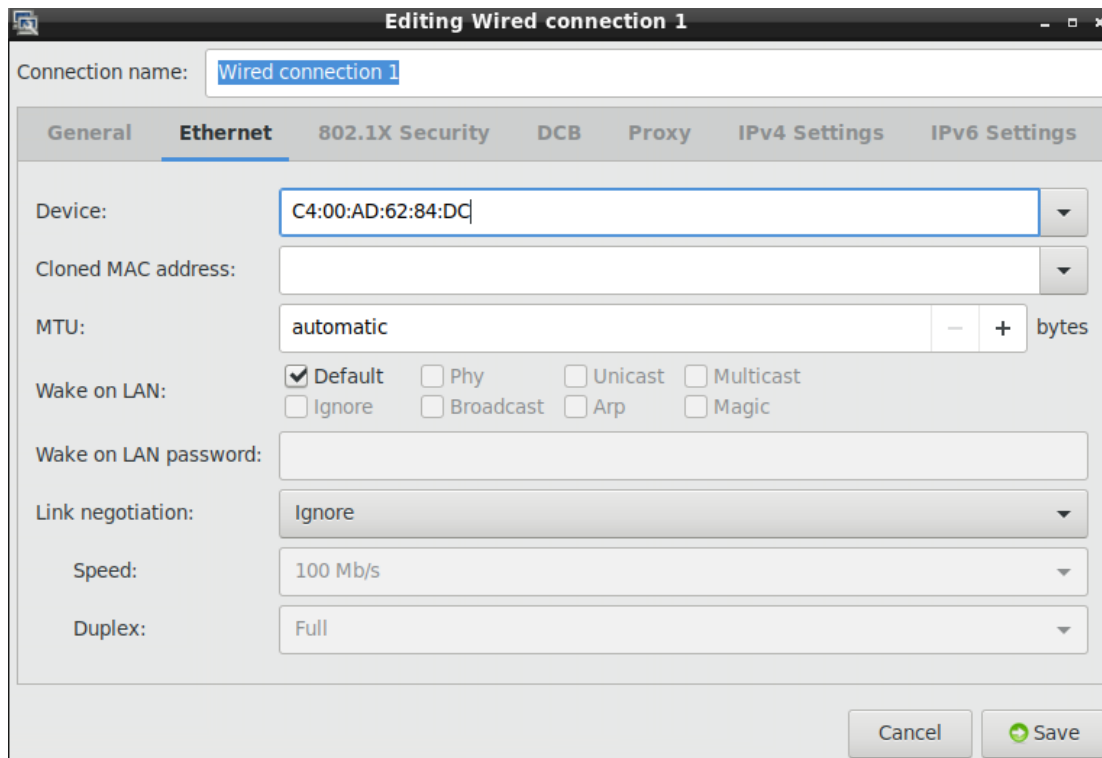 Editing Wired connection 1
Connection name: Wired connection 1
General Ethernet 802.1X Security DCB Proxy IPv4 Settings IPv6 Settings
Device: C4:00:AD:62:84:DC
Cloned MAC address:
MTU: automatic bytes
Wake on LAN: Default Phy Unicast Multicast
Ignore Broadcast Arp Magic
Wake on LAN password:
Link negotiation: Ignore
Speed: 100 Mb/s
Duplex: Full
Cancel Save